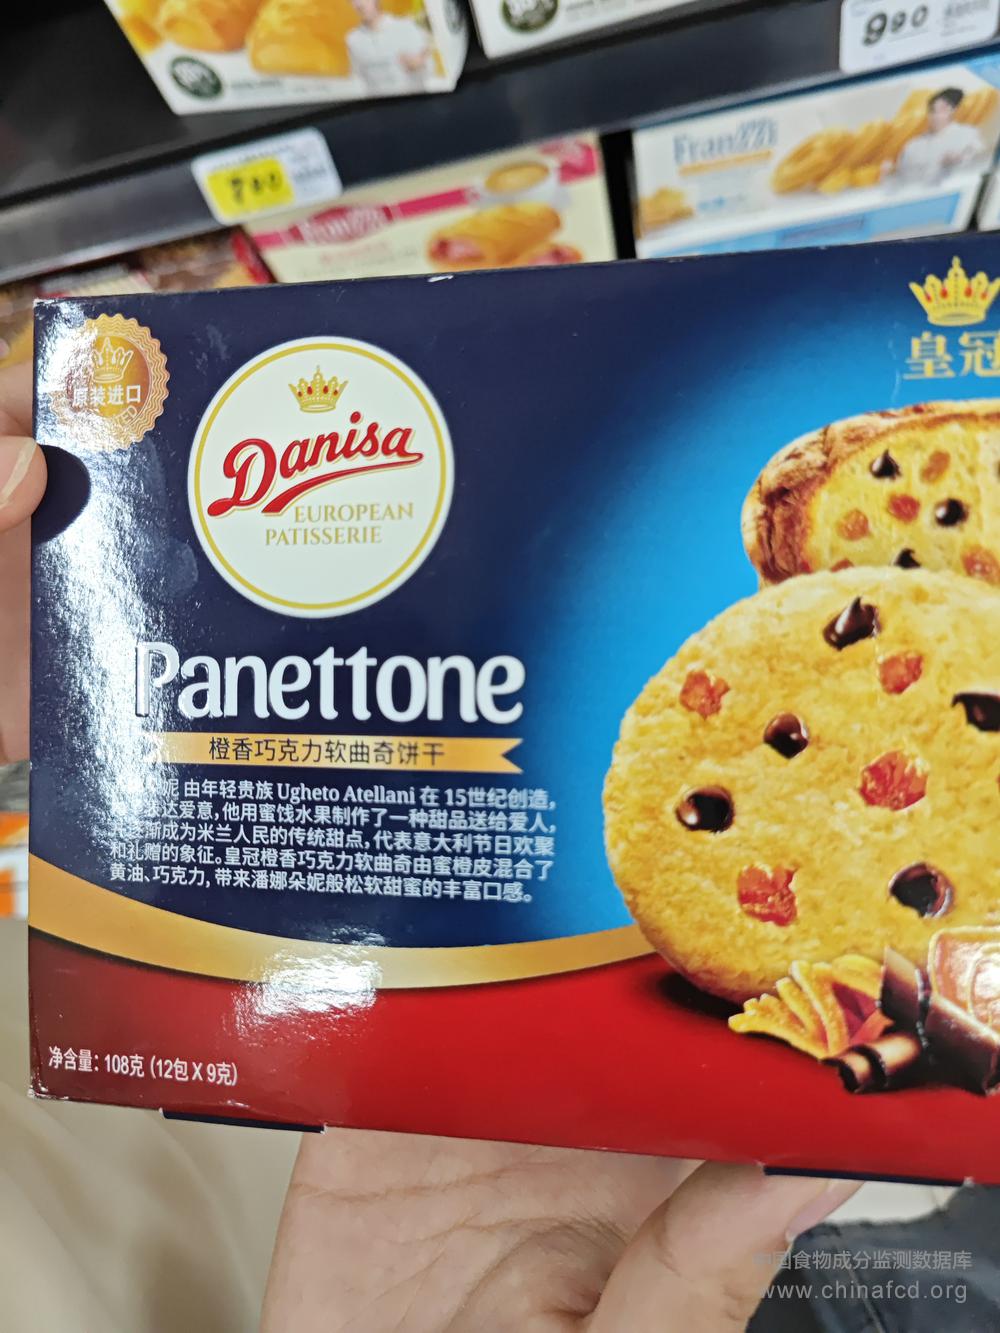 990
FranZZi
皇冠
原装进口
Danisa
EUROPEAN
PATISSERIE
Panettone
橙香巧克力软曲奇饼干
妮 由年轻贵族 Ugheto Atellani 在 15世纪创造,
达爱意, 他用蜜饯水果制作了一种甜品送给爱人,
逐渐成为米兰人民的传统甜点, 代表意大利节日欢聚
和礼赠的象征。皇冠橙香巧克力软曲奇由蜜橙皮混合了
黄油、巧克力, 带来潘娜朵妮般松软甜蜜的丰富口感。
净含量: 108克 (12包 X 9克)
中国食物成分监测数据库
www.chinafcd.org